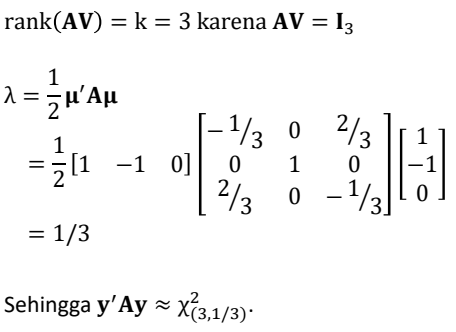 rank(𝐀𝐕) = k = 3 karena 𝐀𝐕 = 𝐈₃
λ = 1/2 𝛍′𝐀𝛍
= 1/2 [1 −1 0] [−1/3 0 2/3; 0 1 0; 2/3 0 −1/3] [1; −1; 0]
= 1/3
Sehingga 𝐲′𝐀𝐲 ≈ χ²₍₃,₁/₃₎.